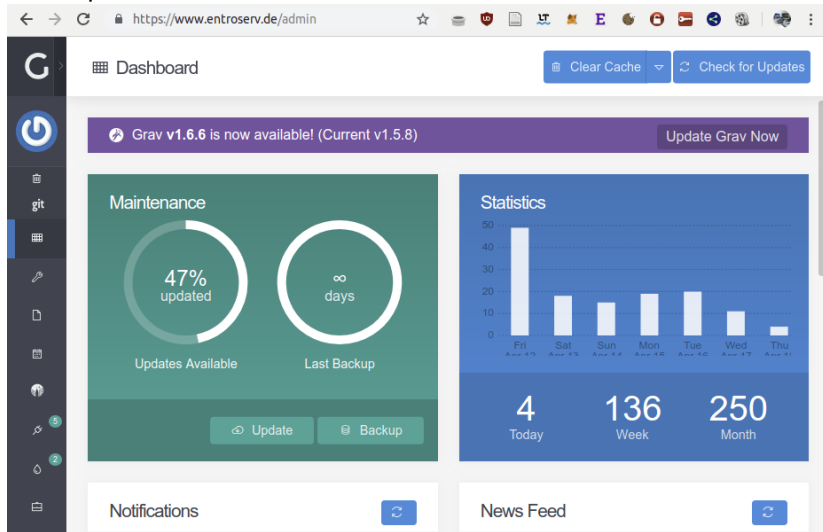 https://www.entroserv.de/admin
Dashboard
Clear Cache
Check for Updates
Grav v1.6.6 is now available! (Current v1.5.8)
Update Grav Now
git
Maintenance
47%
updated
∞
days
Updates Available
Last Backup
Update
Backup
Statistics
50
40
30
20
10
0
Fri Sat Sun Mon Tue Wed Thu
4
Today
136
Week
250
Month
5
2
Notifications
News Feed